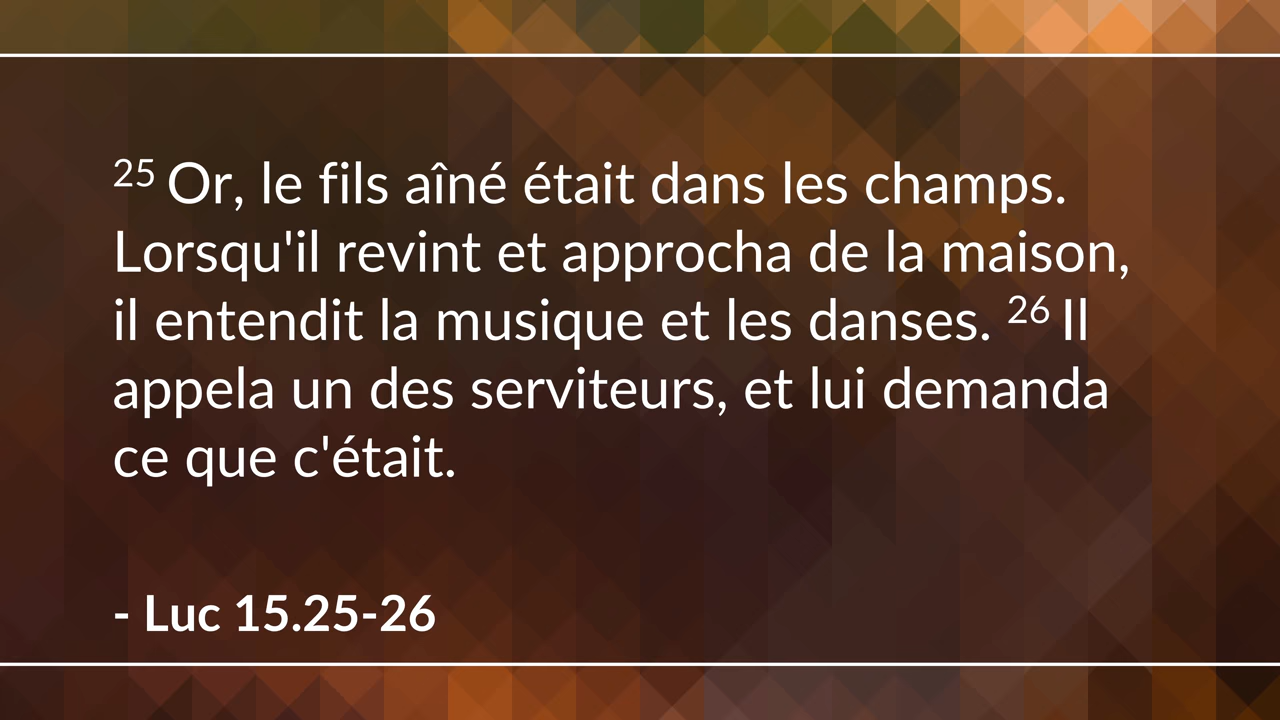 25 Or, le fils aîné était dans les champs.
Lorsqu'il revint et approcha de la maison,
il entendit la musique et les danses. 26 Il
appela un des serviteurs, et lui demanda
ce que c'était.
- Luc 15.25-26